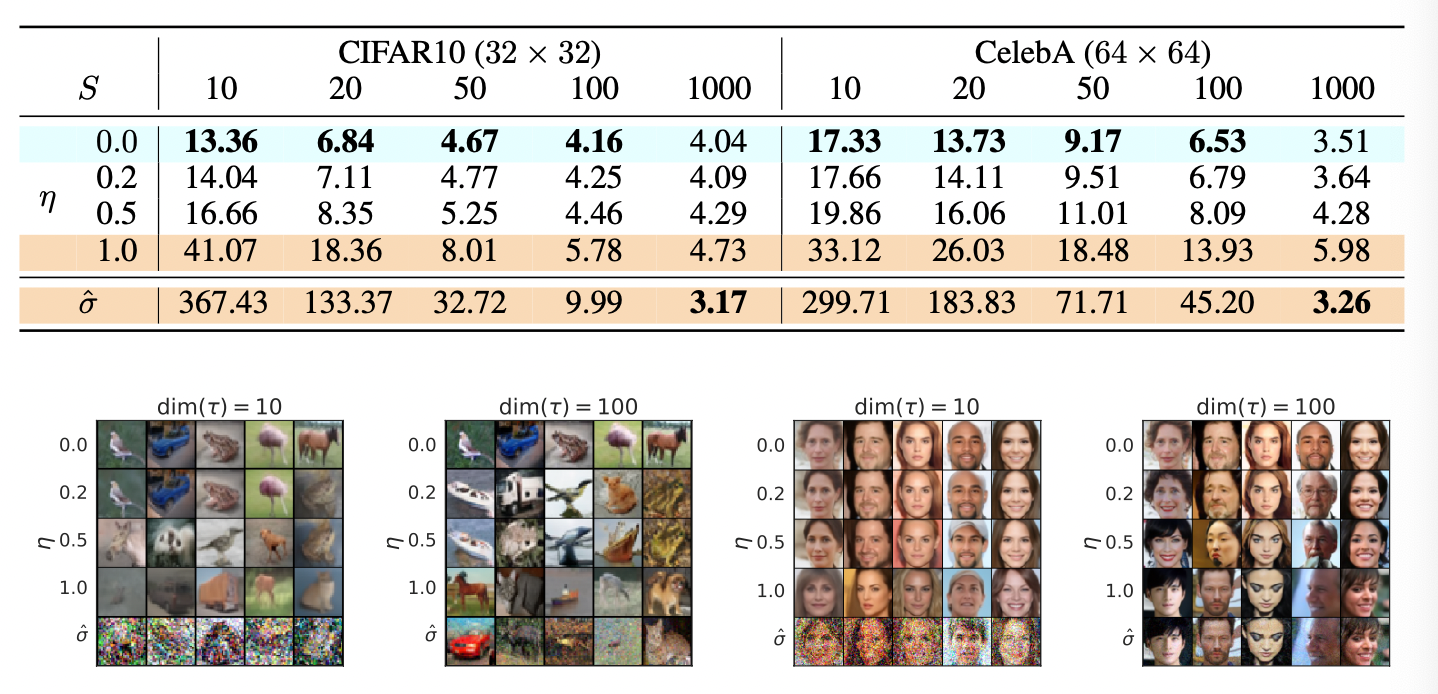 CIFAR10 (32 × 32) CelebA (64 × 64)
S 10 20 50 100 1000 10 20 50 100 1000
0.0 13.36 6.84 4.67 4.16 4.04 17.33 13.73 9.17 6.53 3.51
0.2 14.04 7.11 4.77 4.25 4.09 17.66 14.11 9.51 6.79 3.64
η
0.5 16.66 8.35 5.25 4.46 4.29 19.86 16.06 11.01 8.09 4.28
1.0 41.07 18.36 8.01 5.78 4.73 33.12 26.03 18.48 13.93 5.98
σ̂ 367.43 133.37 32.72 9.99 3.17 299.71 183.83 71.71 45.20 3.26
dim(τ) = 10
0.0
0.2
η 0.5
1.0
σ̂
dim(τ) = 100
0.0
0.2
η 0.5
1.0
σ̂
dim(τ) = 10
0.0
0.2
η 0.5
1.0
σ̂
dim(τ) = 100
0.0
0.2
η 0.5
1.0
σ̂